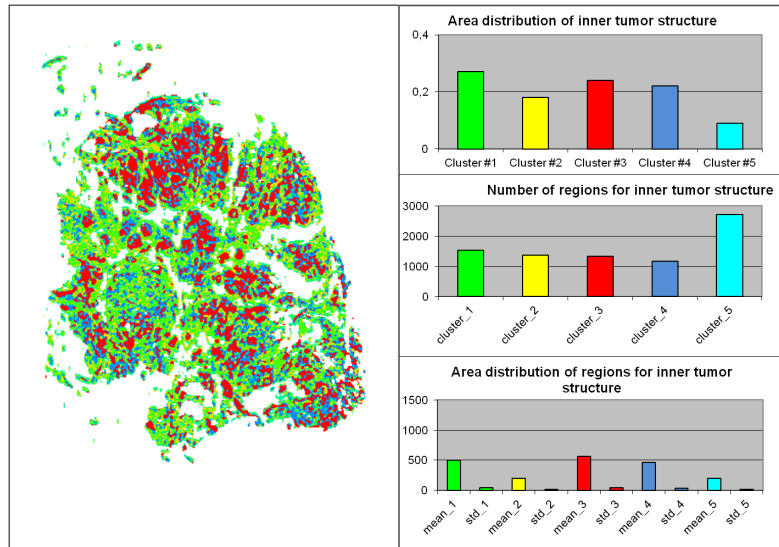 Area distribution of inner tumor structure
0,4
0,2
0
Cluster #1 Cluster #2 Cluster #3 Cluster #4 Cluster #5
Number of regions for inner tumor structure
3000
2000
1000
0
cluster_1 cluster_2 cluster_3 cluster_4 cluster_5
Area distribution of regions for inner tumor
structure
1500
1000
500
0
mean_1 std_1 mean_2 std_2 mean_3 std_3 mean_4 std_4 mean_5 std_5